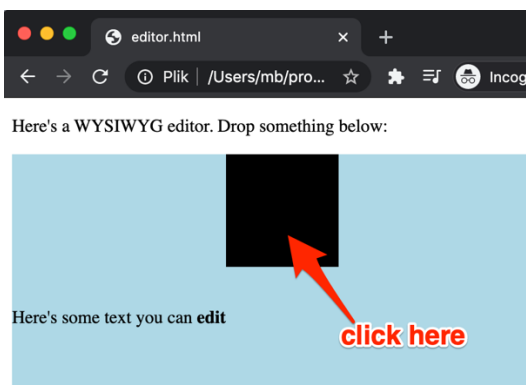 editor.html
Plik /Users/mb/pro...
Incog
Here's a WYSIWYG editor. Drop something below:
Here's some text you can edit
click here